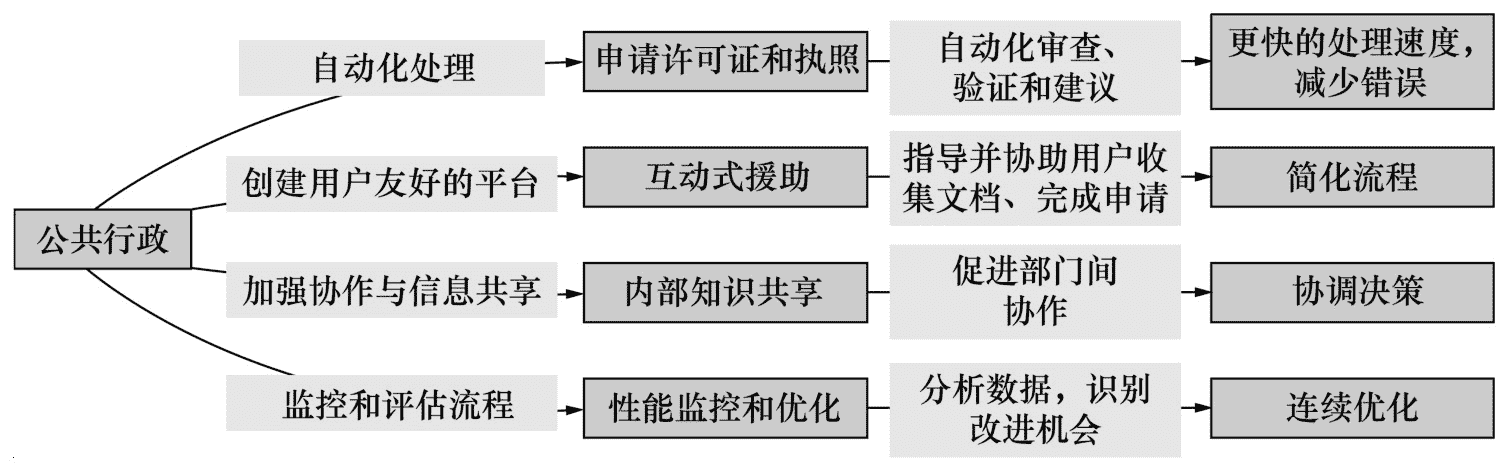 自动化处理
申请许可证和执照
自动化审查、
验证和建议
更快的处理速度，
减少错误
创建用户友好的平台
互动式援助
指导并协助用户收
集文档、完成申请
简化流程
公共行政
加强协作与信息共享
内部知识共享
促进部门间
协作
协调决策
监控和评估流程
性能监控和优化
分析数据，识别
改进机会
连续优化